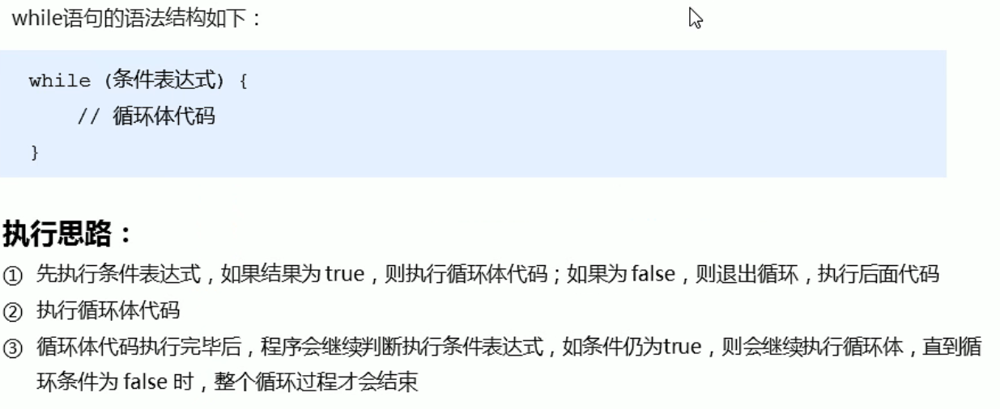 while语句的语法结构如下：
while (条件表达式) {
// 循环体代码
}
执行思路：
① 先执行条件表达式，如果结果为 true，则执行循环体代码；如果为 false，则退出循环，执行后面代码
② 执行循环体代码
③ 循环体代码执行完毕后，程序会继续判断执行条件表达式，如条件仍为true，则会继续执行循环体，直到循
环条件为 false 时，整个循环过程才会结束